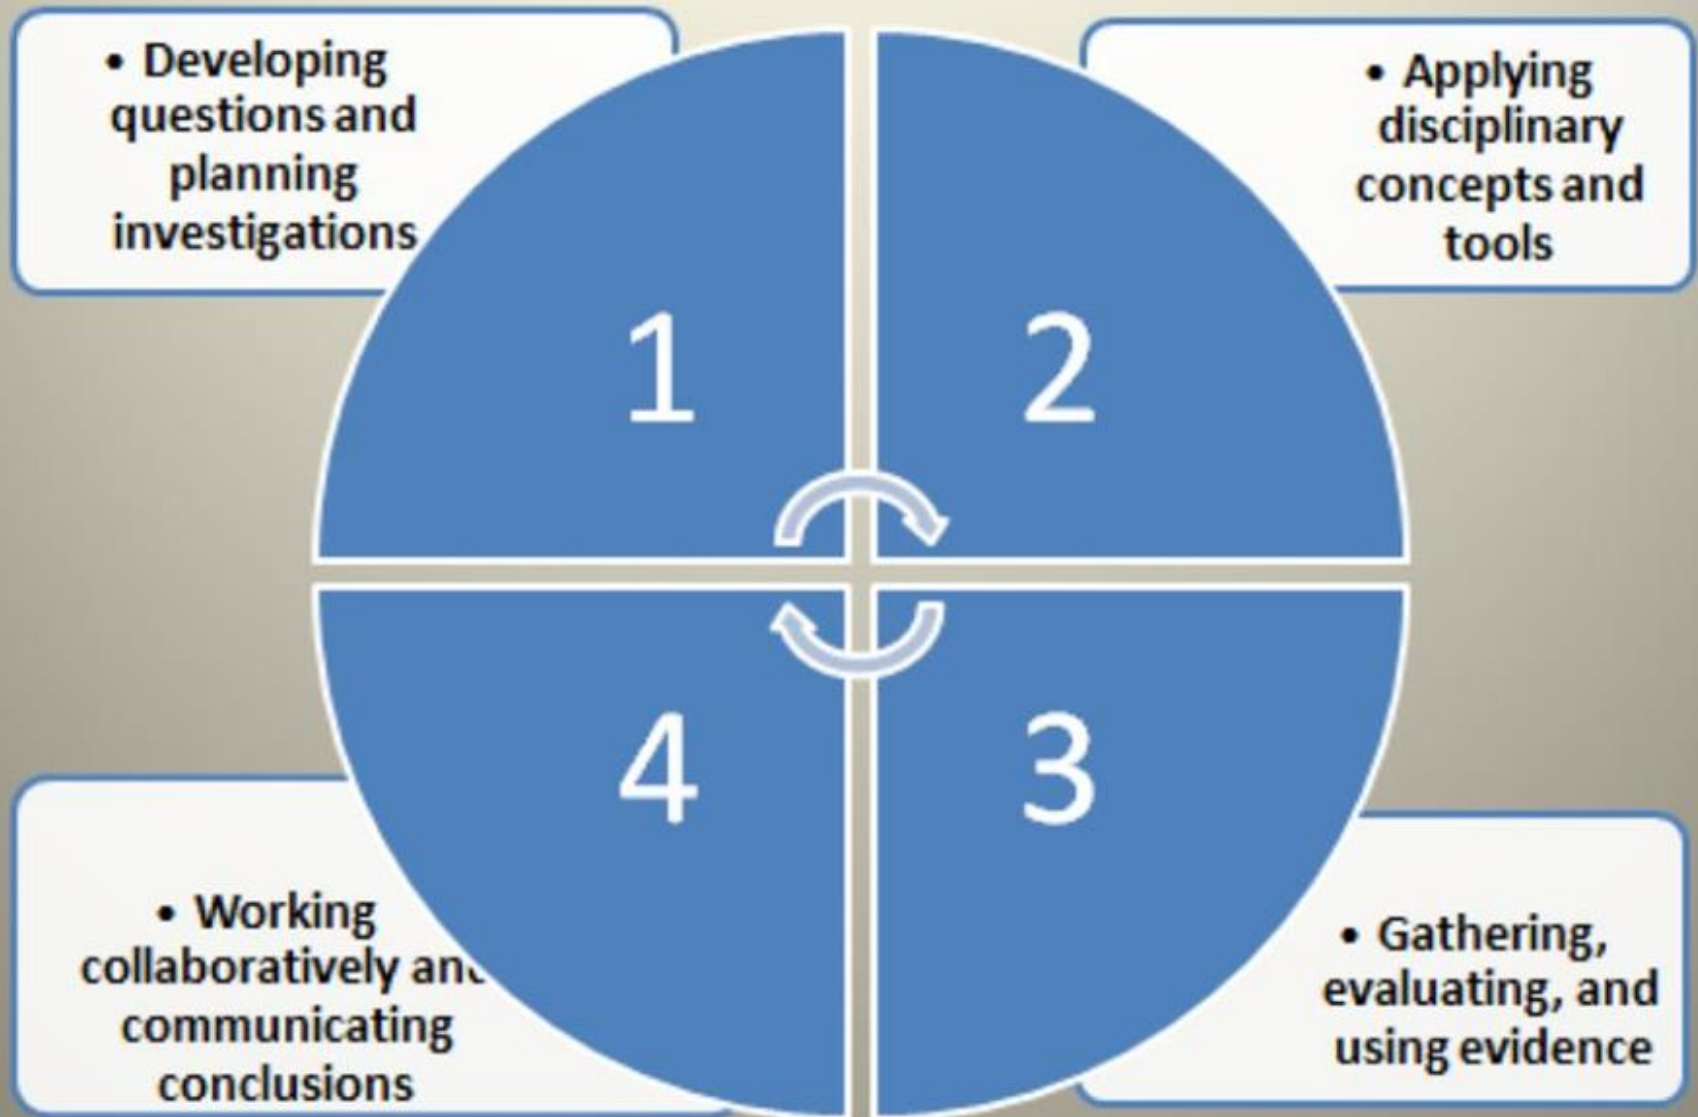 • Developing
questions and
planning
investigations
• Applying
disciplinary
concepts and
tools
1
2
4
3
• Working
collaboratively and
communicating
conclusions
• Gathering,
evaluating, and
using evidence